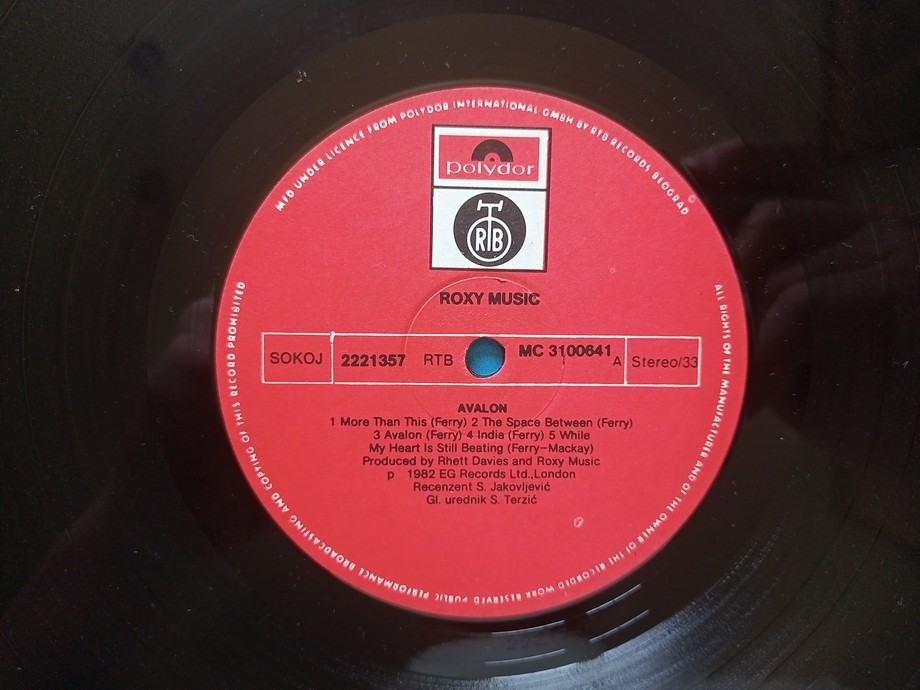 MFD UNDER LICENCE FROM POLYDOR INTERNATIONAL GMBH BY RTB RECORDS BEOGRAD
polydor
RTB
ROXY MUSIC
SOKOJ 2221357 RTB MC 3100641 A Stereo/33
AVALON
1 More Than This (Ferry) 2 The Space Between (Ferry)
3 Avalon (Ferry) 4 India (Ferry) 5 While
My Heart Is Still Beating (Ferry-Mackay)
Produced by Rhett Davies and Roxy Music
p 1982 EG Records Ltd.,London
Recenzent S. Jakovljević
Gl. urednik S. Terzić
ALL RIGHTS OF THE MANUFACTURER AND OF THE OWNER OF THE RECORDED WORK RESERVED PUBLIC PERFORMANCE BROADCASTING AND COPYING OF THIS RECORD PROHIBITED